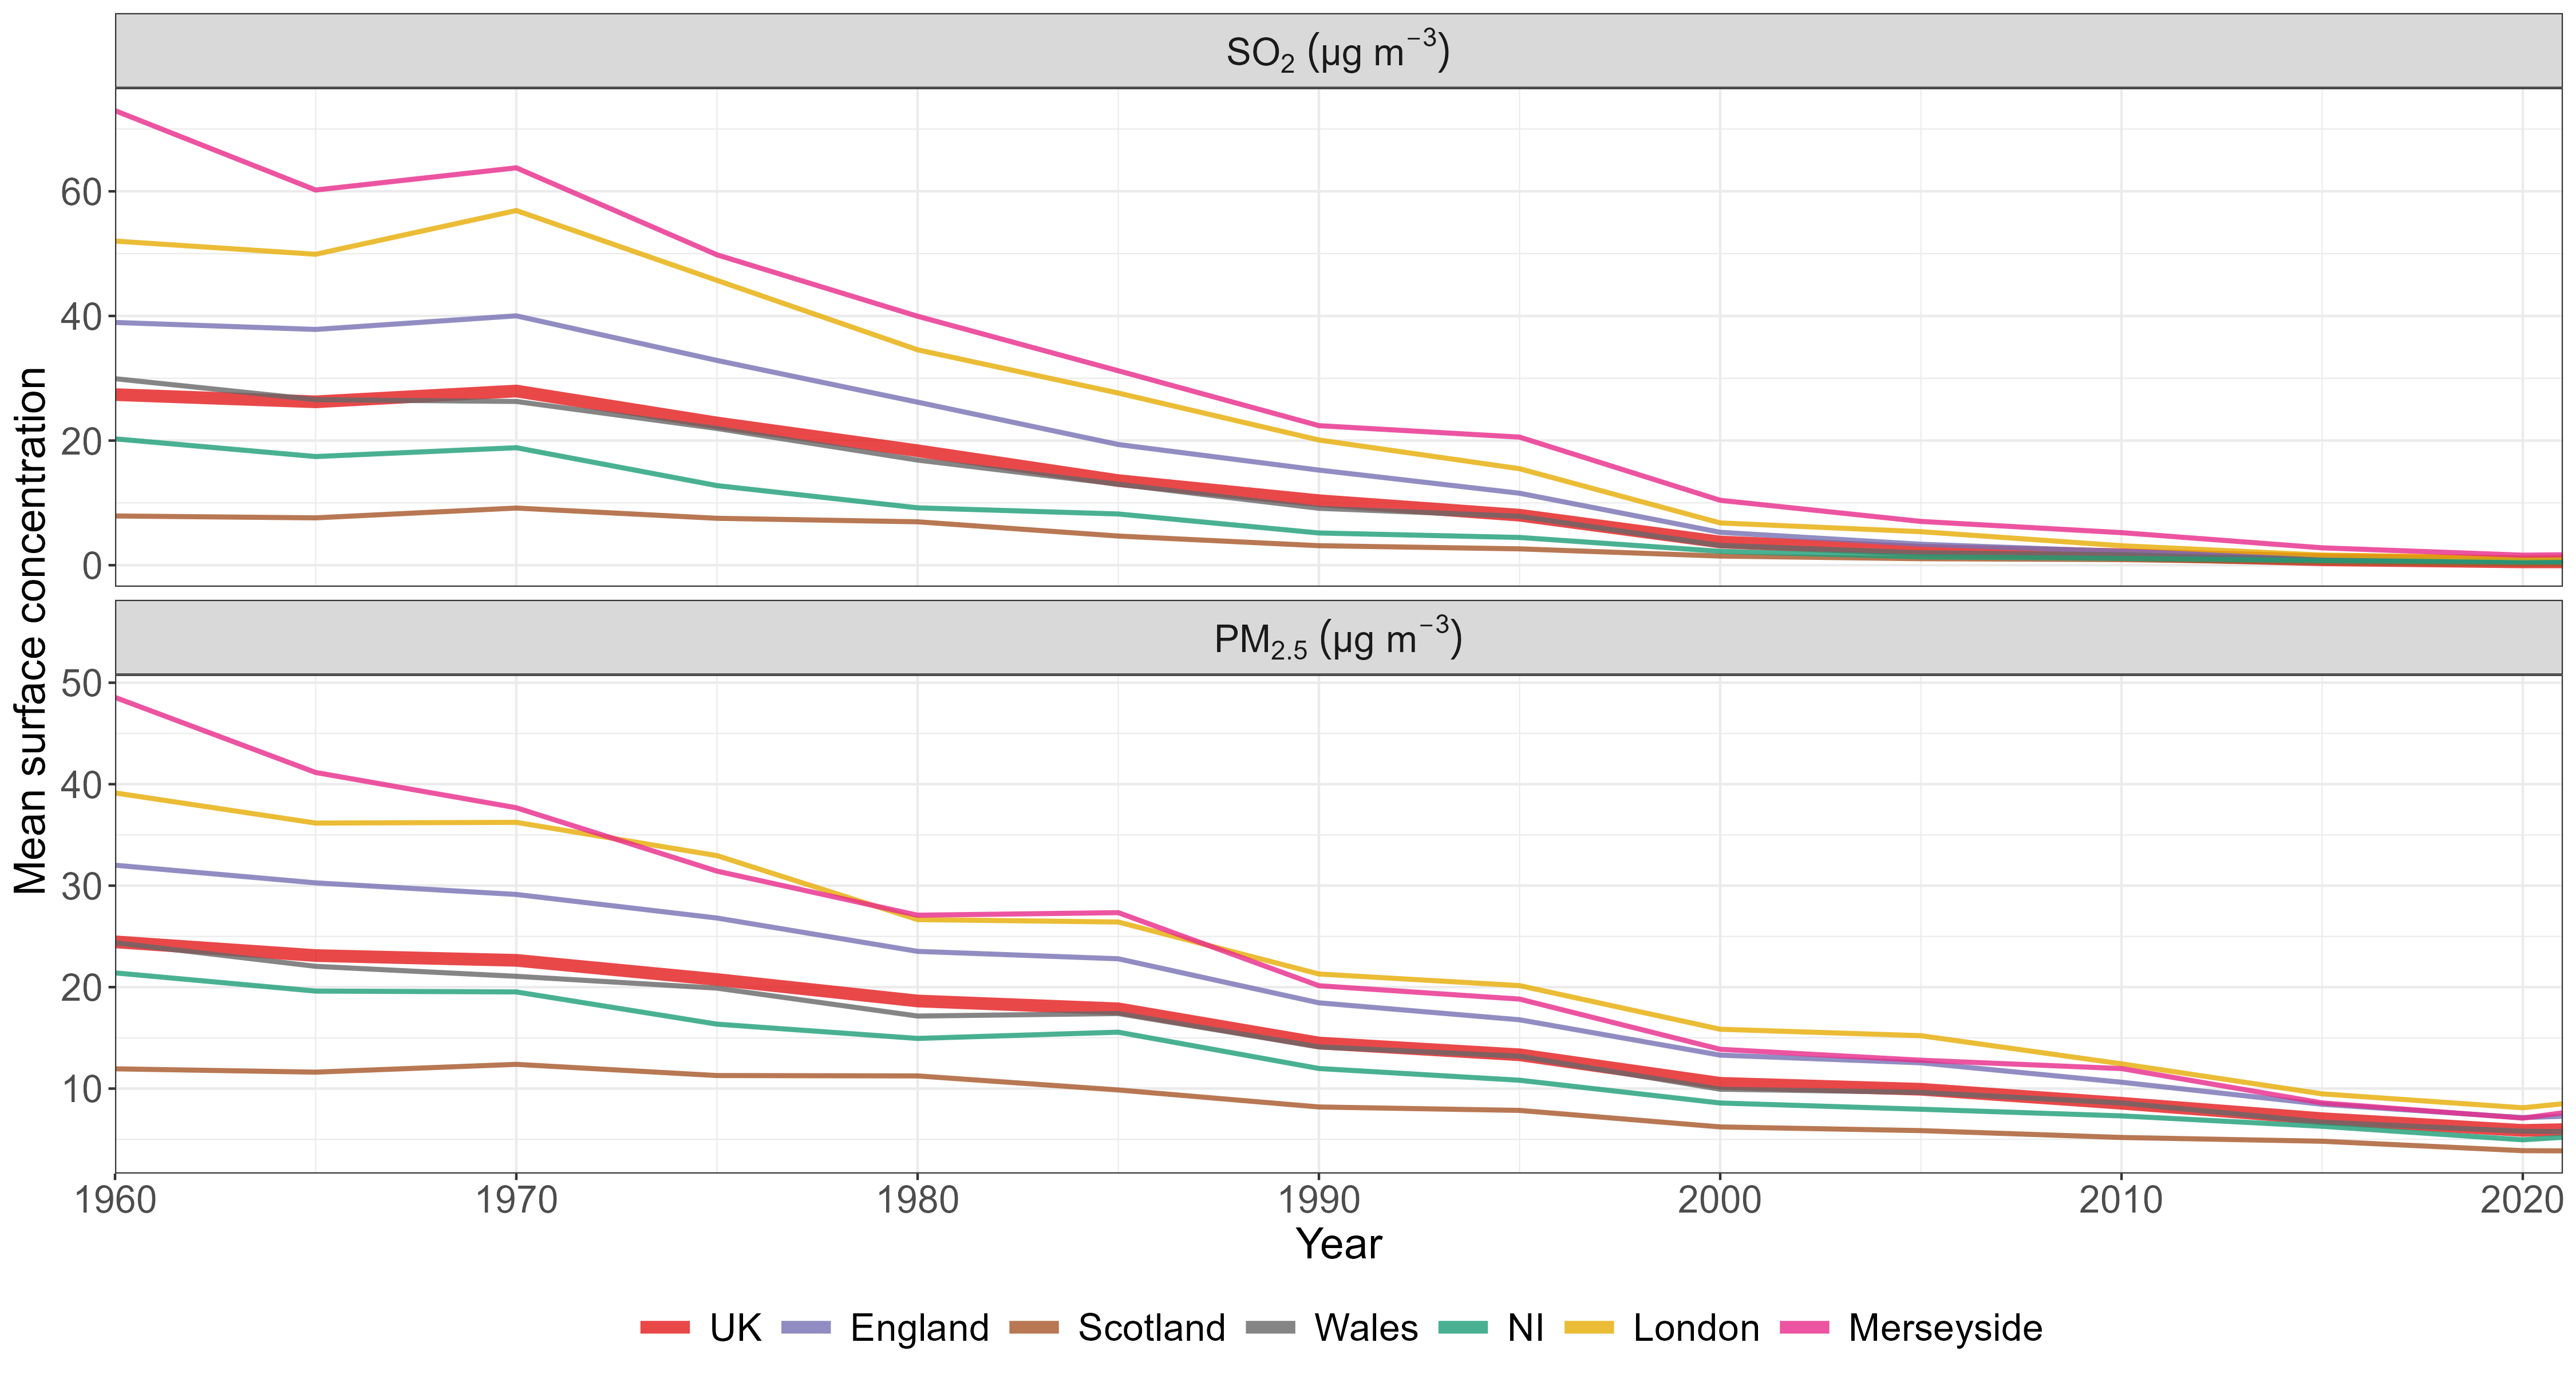 SO₂ (µg m⁻³)
60
40
20
0
Mean surface concentration
PM₂.₅ (µg m⁻³)
50
40
30
20
10
1960 1970 1980 1990 2000 2010 2020
Year
UK England Scotland Wales NI London Merseyside